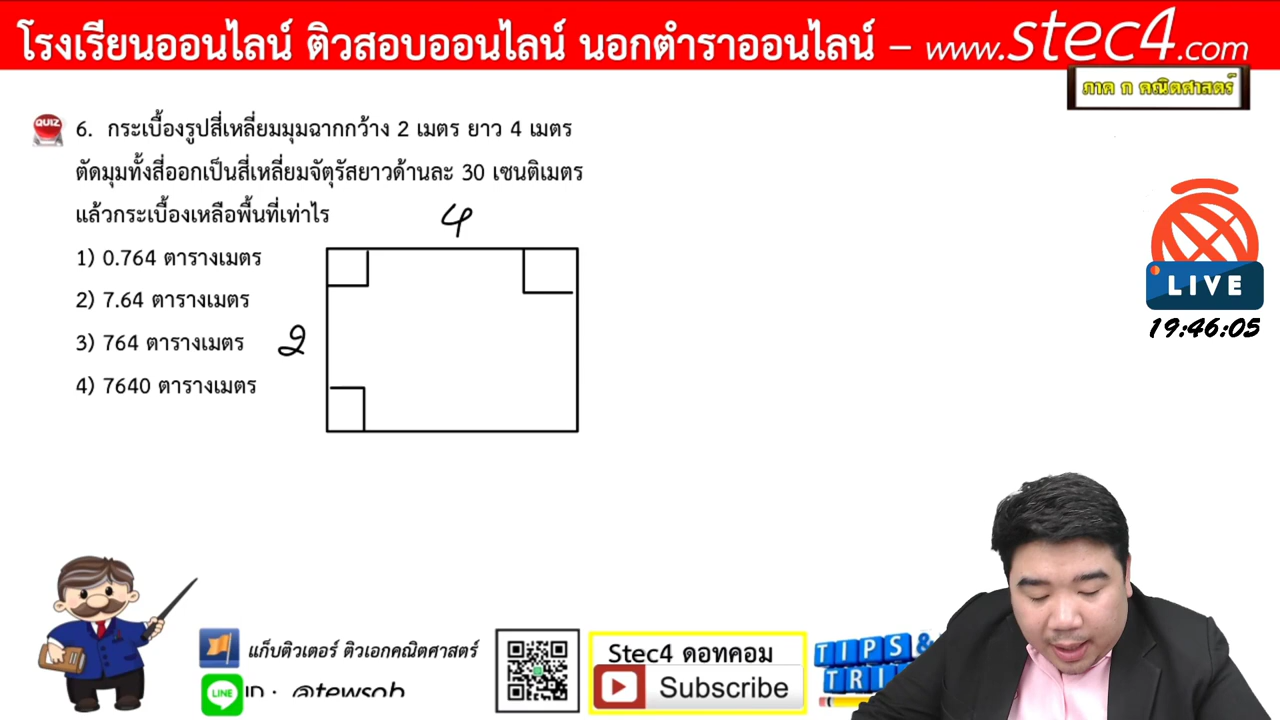 โรงเรียนออนไลน์ ติวสอบออนไลน์ นอกตำราออนไลน์ – www.stec4.com
ภาค ก คณิตศาสตร์
QUIZ
6. กระเบื้องรูปสี่เหลี่ยมมุมฉากกว้าง 2 เมตร ยาว 4 เมตร
ตัดมุมทั้งสี่ออกเป็นสี่เหลี่ยมจัตุรัสยาวด้านละ 30 เซนติเมตร
แล้วกระเบื้องเหลือพื้นที่เท่าไร
4
1) 0.764 ตารางเมตร
2) 7.64 ตารางเมตร
3) 764 ตารางเมตร
2
4) 7640 ตารางเมตร
LIVE
19:46:05
แก็บติวเตอร์ ติวเอกคณิตศาสตร์
LINE
Stec4 ดอทคอม
Subscribe
TIPS &